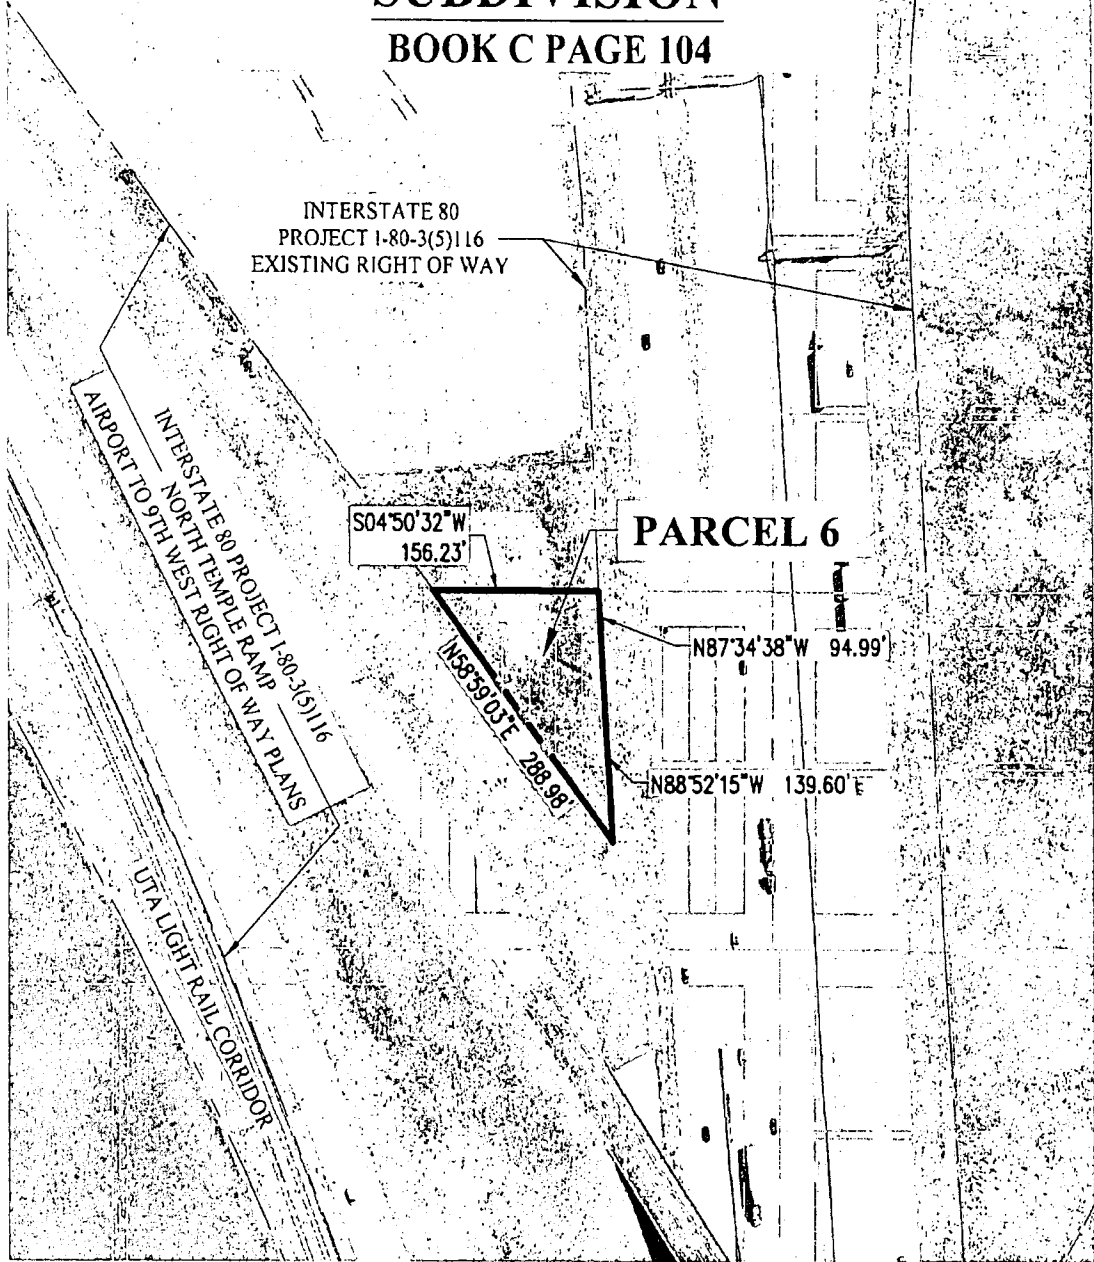 SUBDIVISION
BOOK C PAGE 104
INTERSTATE 80
PROJECT I-80-3(5)116
EXISTING RIGHT OF WAY
INTERSTATE 80 PROJECT I-80-3(5)116
NORTH TEMPLE RAMP
AIRPORT TO 9TH WEST RIGHT OF WAY PLANS
S04°50'32"W
156.23'
PARCEL 6
N87°34'38"W 94.99'
N58°59'03"E 288.98'
N88°52'15"W 139.60'
UTA LIGHT RAIL CORRIDOR